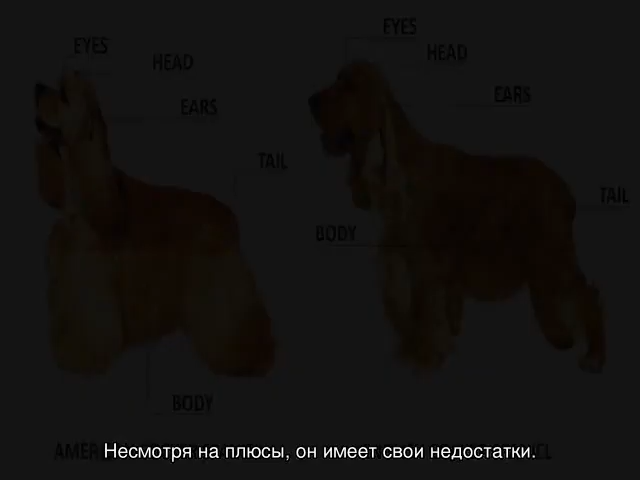 EYES
HEAD
EARS
TAIL
BODY
EYES
HEAD
EARS
TAIL
BODY
Несмотря на плюсы, он имеет свои недостатки.